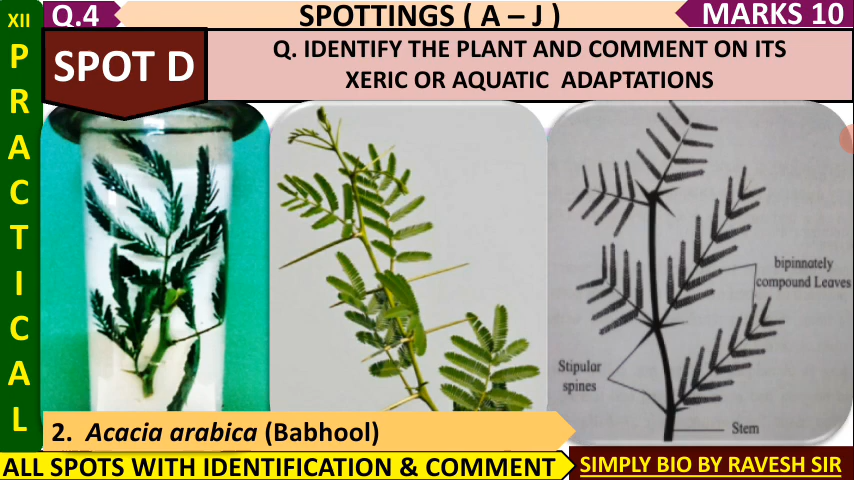 XII
PRACTICAL
Q.4
SPOTTINGS ( A – J )
MARKS 10
SPOT D
Q. IDENTIFY THE PLANT AND COMMENT ON ITS
XERIC OR AQUATIC ADAPTATIONS
bipinnately
compound Leaves
Stipular
spines
Stem
2. Acacia arabica (Babhool)
ALL SPOTS WITH IDENTIFICATION & COMMENT
SIMPLY BIO BY RAVESH SIR